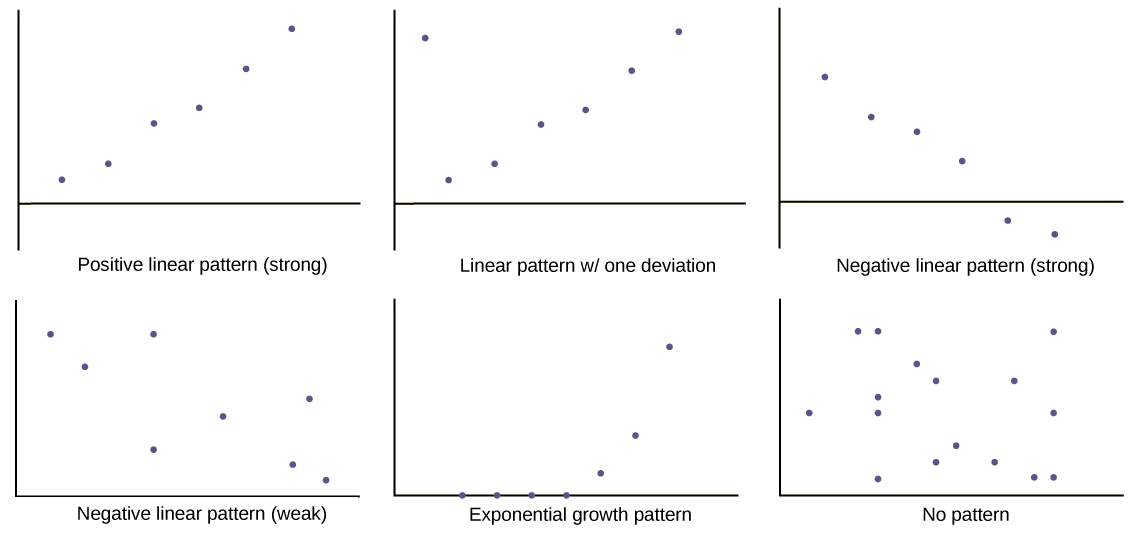 Positive linear pattern (strong)
Linear pattern w/ one deviation
Negative linear pattern (strong)
Negative linear pattern (weak)
Exponential growth pattern
No pattern